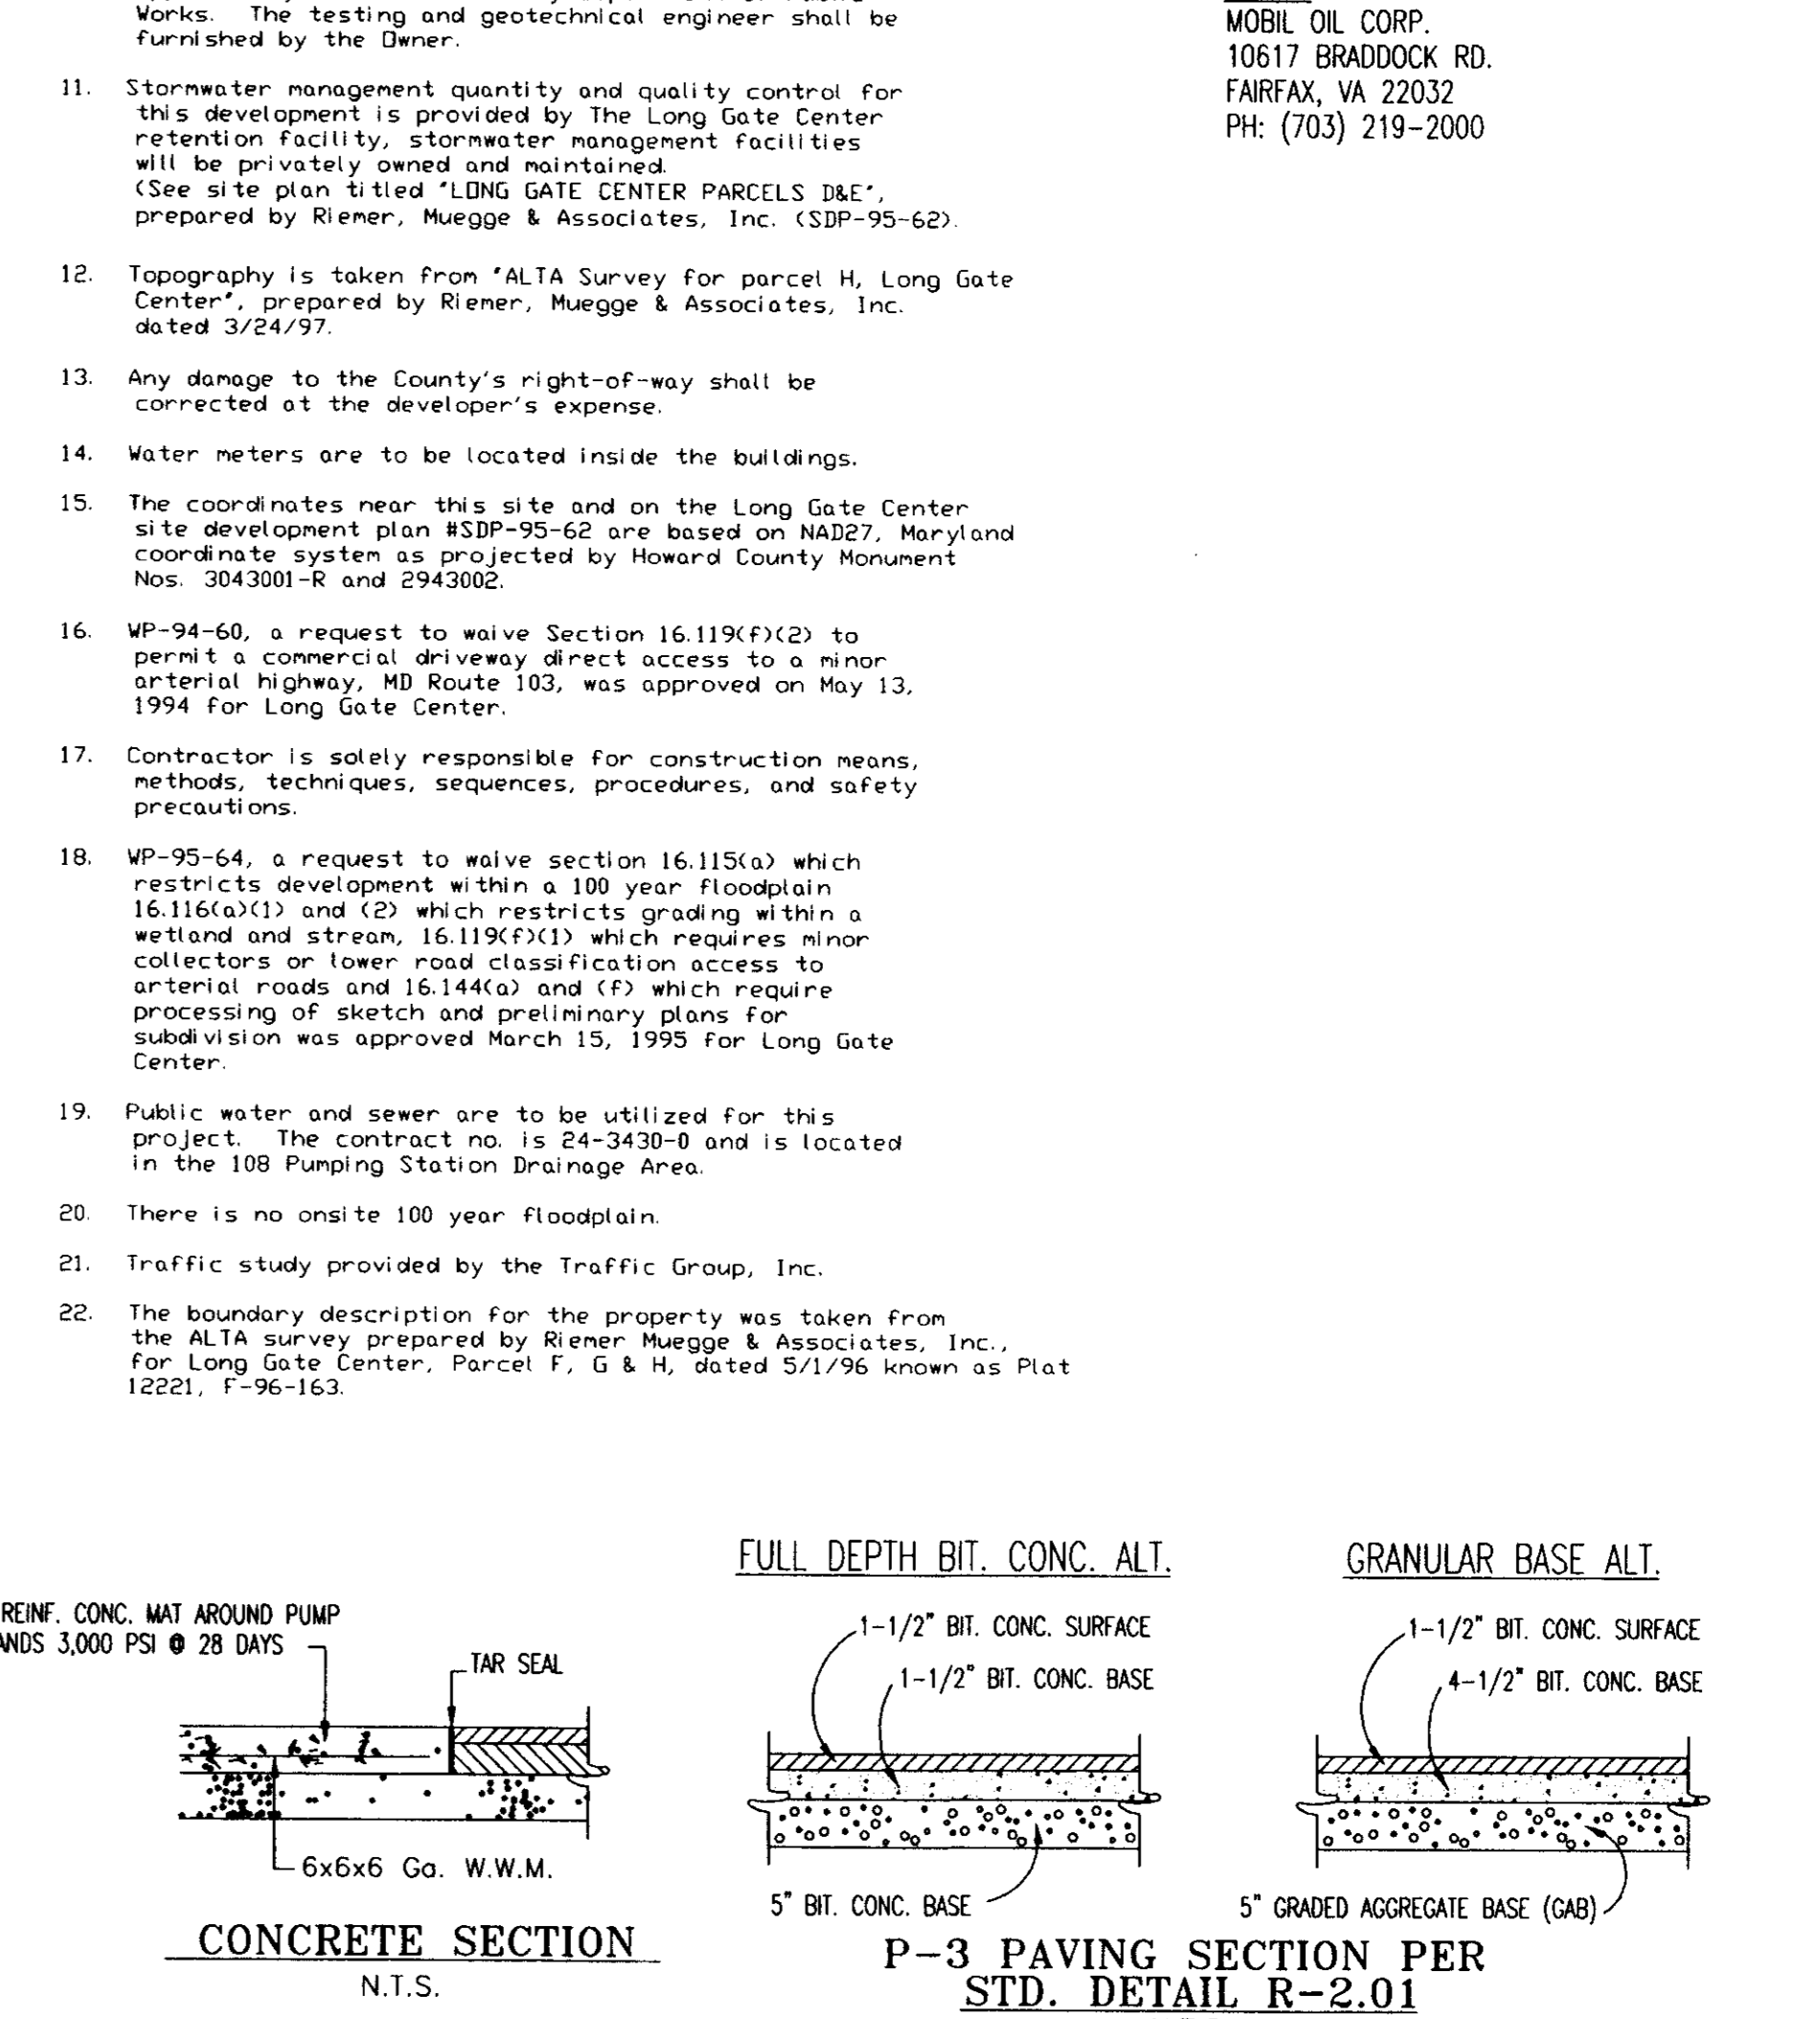 Works. The testing and geotechnical engineer shall be
furnished by the Owner.
11. Stormwater management quantity and quality control for
this development is provided by The Long Gate Center
retention facility, stormwater management facilities
will be privately owned and maintained.
(See site plan titled "LONG GATE CENTER PARCELS D&E",
prepared by Riemer, Muegge & Associates, Inc. (SDP-95-62).
12. Topography is taken from "ALTA Survey for parcel H, Long Gate
Center", prepared by Riemer, Muegge & Associates, Inc.
dated 3/24/97.
13. Any damage to the County's right-of-way shall be
corrected at the developer's expense.
14. Water meters are to be located inside the buildings.
15. The coordinates near this site and on the Long Gate Center
site development plan #SDP-95-62 are based on NAD27, Maryland
coordinate system as projected by Howard County Monument
Nos. 3043001-R and 2943002.
16. WP-94-60, a request to waive Section 16.119(f)(2) to
permit a commercial driveway direct access to a minor
arterial highway, MD Route 103, was approved on May 13,
1994 for Long Gate Center.
17. Contractor is solely responsible for construction means,
methods, techniques, sequences, procedures, and safety
precautions.
18. WP-95-64, a request to waive section 16.115(a) which
restricts development within a 100 year floodplain
16.116(a)(1) and (2) which restricts grading within a
wetland and stream, 16.119(f)(1) which requires minor
collectors or lower road classification access to
arterial roads and 16.144(a) and (f) which require
processing of sketch and preliminary plans for
subdivision was approved March 15, 1995 for Long Gate
Center.
19. Public water and sewer are to be utilized for this
project. The contract no. is 24-3430-0 and is located
in the 108 Pumping Station Drainage Area.
20. There is no onsite 100 year floodplain.
21. Traffic study provided by the Traffic Group, Inc.
22. The boundary description for the property was taken from
the ALTA survey prepared by Riemer Muegge & Associates, Inc.,
for Long Gate Center, Parcel F, G & H, dated 5/1/96 known as Plat
12221, F-96-163.
MOBIL OIL CORP.
10617 BRADDOCK RD.
FAIRFAX, VA 22032
PH: (703) 219-2000
REINF. CONC. MAT AROUND PUMP
ANDS 3,000 PSI @ 28 DAYS
TAR SEAL
6x6x6 Ga. W.W.M.
CONCRETE SECTION
N.T.S.
FULL DEPTH BIT. CONC. ALT.
1-1/2" BIT. CONC. SURFACE
1-1/2" BIT. CONC. BASE
5" BIT. CONC. BASE
GRANULAR BASE ALT.
1-1/2" BIT. CONC. SURFACE
4-1/2" BIT. CONC. BASE
5" GRADED AGGREGATE BASE (GAB)
P-3 PAVING SECTION PER
STD. DETAIL R-2.01